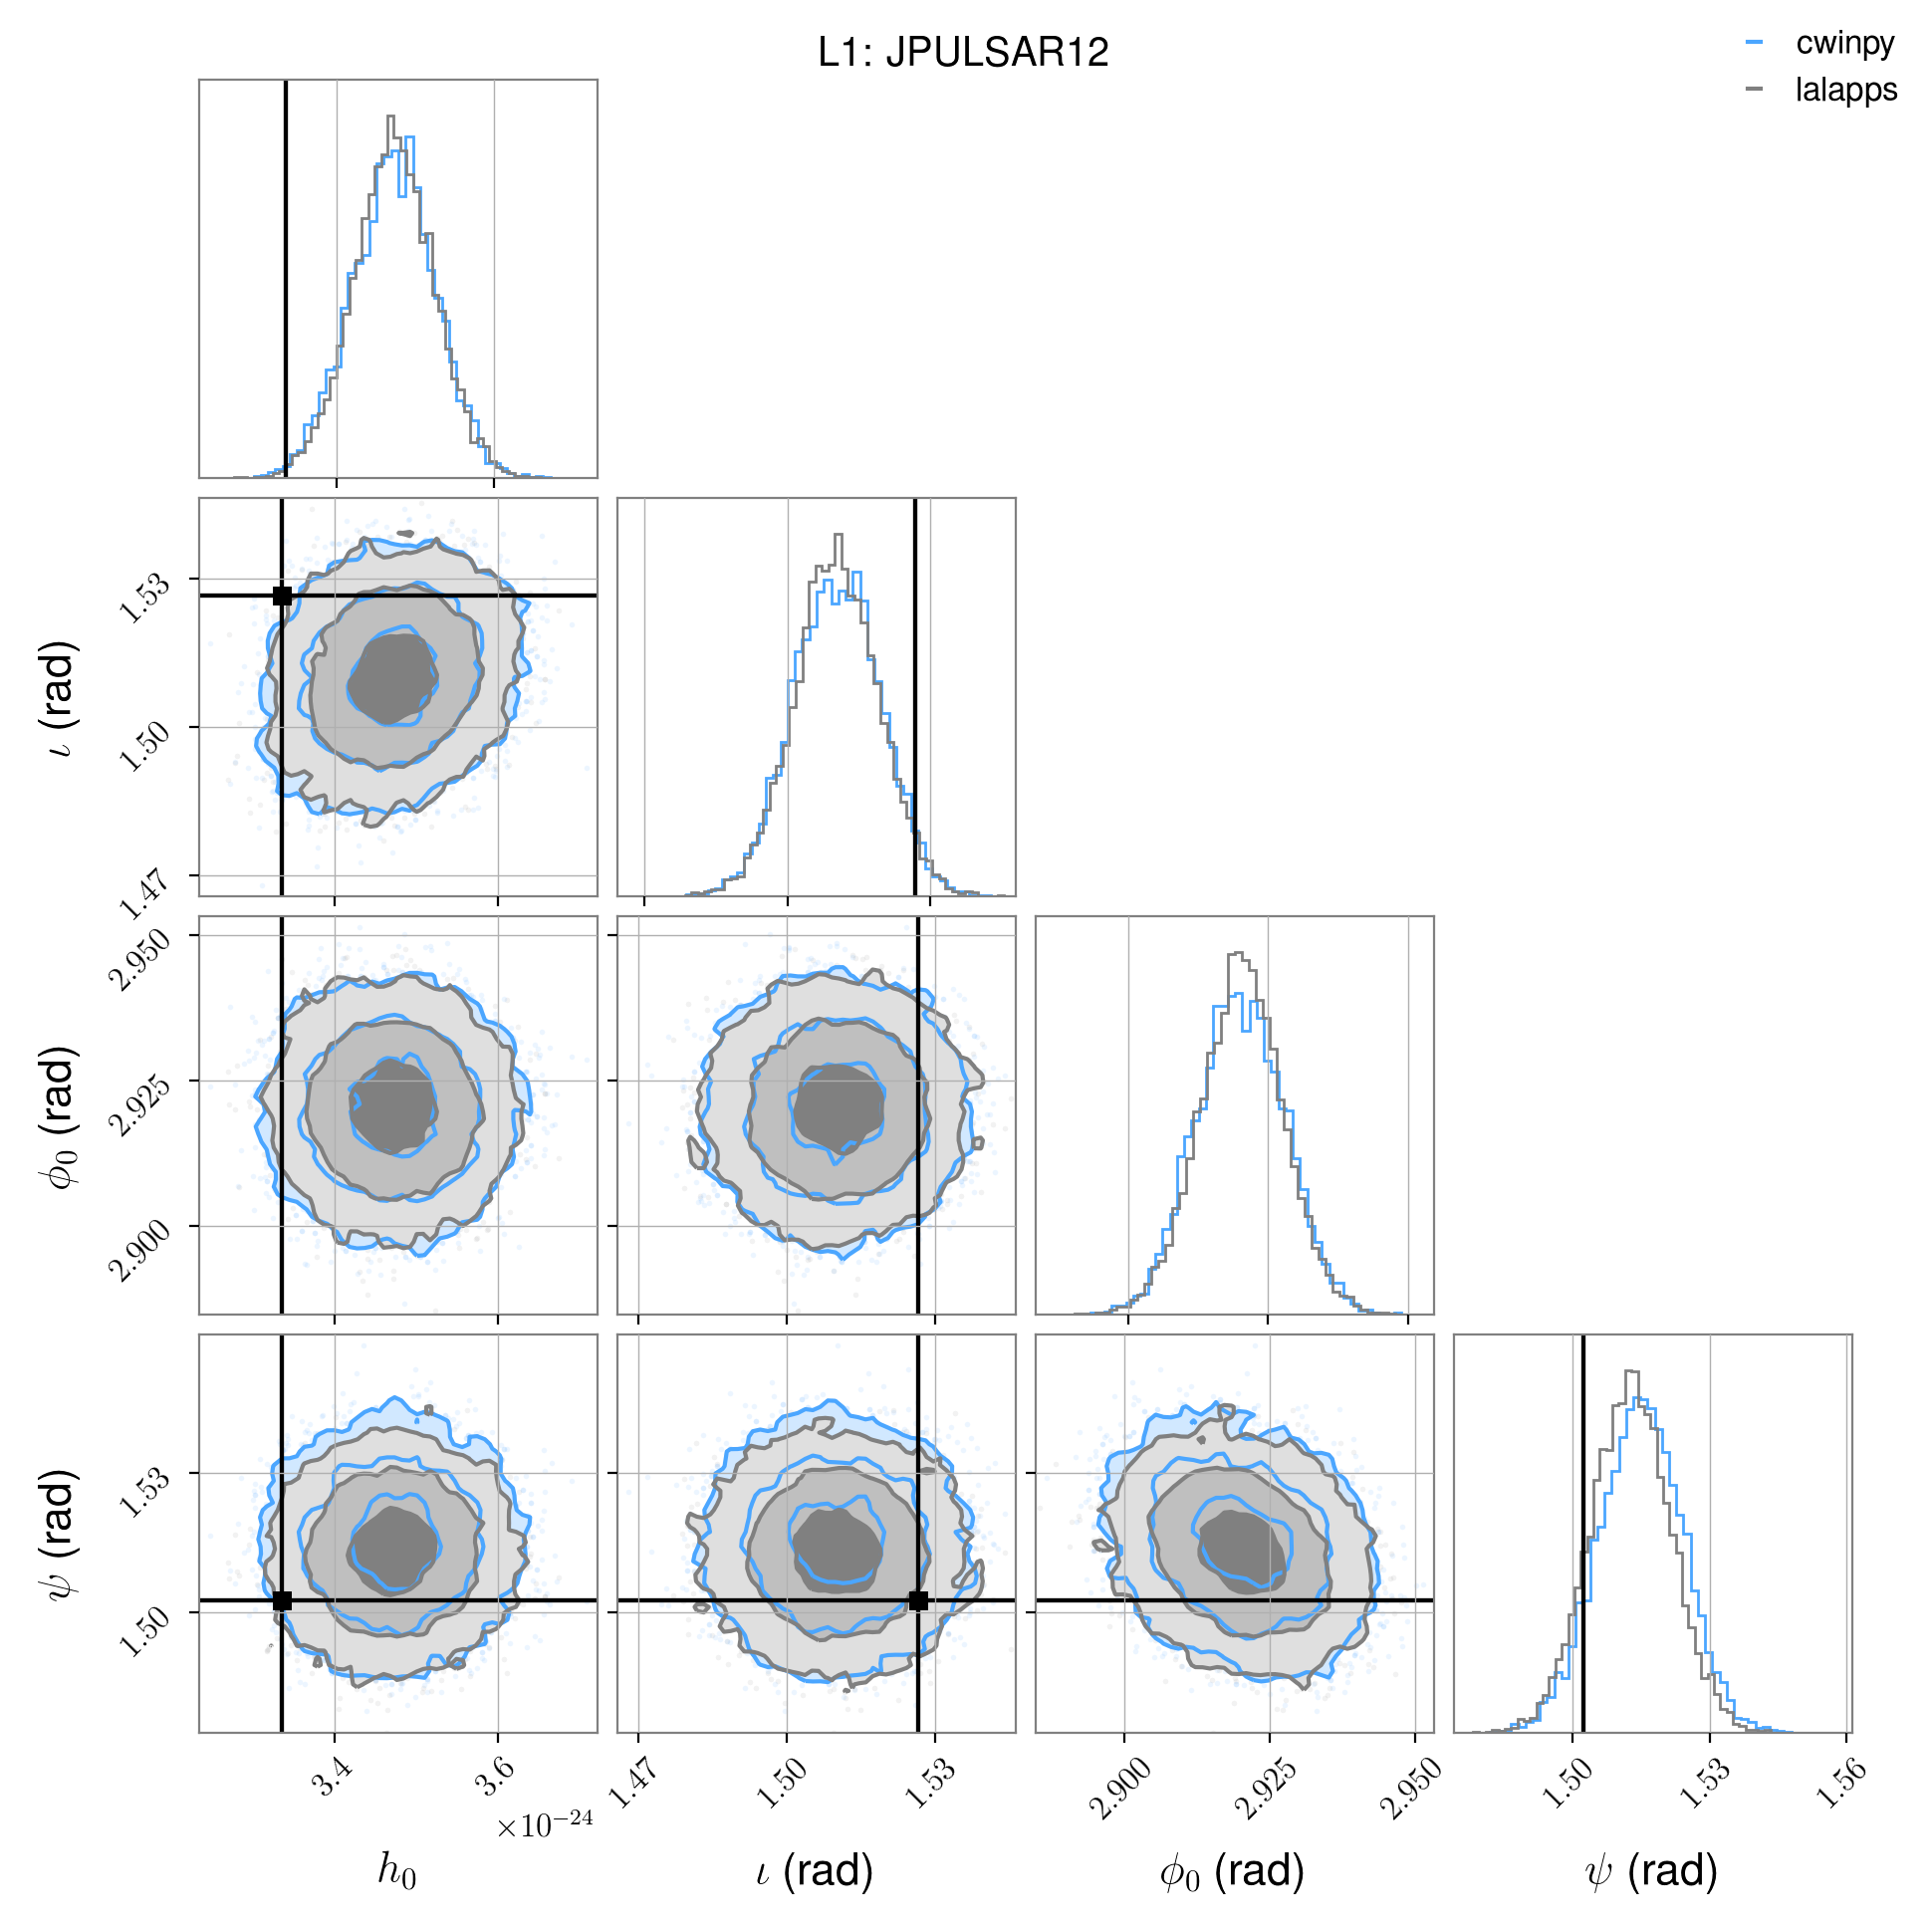 L1: JPULSAR12
cwinpy
lalapps
ι (rad)
1.53
1.50
1.47
ϕ₀ (rad)
2.950
2.925
2.900
ψ (rad)
1.53
1.50
3.4
3.6
×10⁻²⁴
h₀
1.47
1.50
1.53
ι (rad)
2.900
2.925
2.950
ϕ₀ (rad)
1.50
1.53
1.56
ψ (rad)